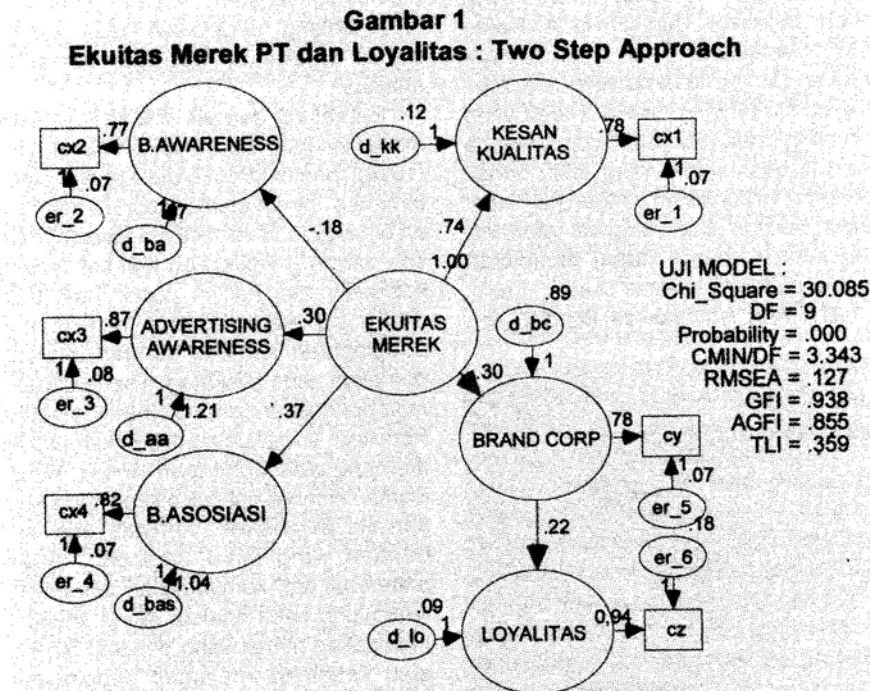 Gambar 1
Ekuitas Merek PT dan Loyalitas : Two Step Approach
.77
cx2
B.AWARENESS
1
.07
er_2
d_ba
-.18
.12
d_kk
1
KESAN
KUALITAS
.78
cx1
1
.07
er_1
.74
1.00
.87
cx3
ADVERTISING
AWARENESS
.30
EKUITAS
MEREK
1
.08
er_3
1
1.21
d_aa
.37
.89
d_bc
1
.30
BRAND CORP
.78
cy
1
.07
er_5
.18
er_6
1
UJI MODEL :
Chi_Square = 30.085
DF = 9
Probability = .000
CMIN/DF = 3.343
RMSEA = .127
GFI = .938
AGFI = .855
TLI = .359
.82
cx4
B.ASOSIASI
1
.07
er_4
1
1.04
d_bas
.22
.09
d_lo
1
LOYALITAS
0,94
cz